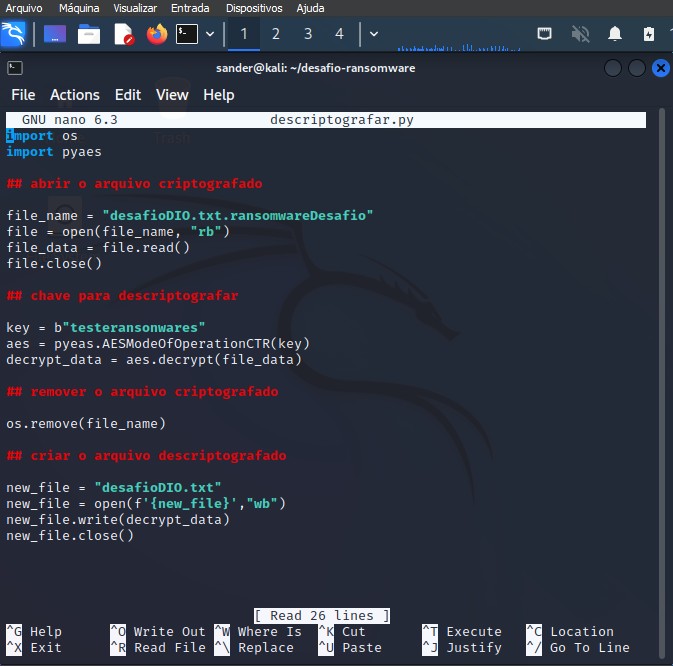 Arquivo Máquina Visualizar Entrada Dispositivos Ajuda
1 2 3 4
sander@kali: ~/desafio-ransomware
File Actions Edit View Help
GNU nano 6.3 descriptografar.py
import os
import pyaes
## abrir o arquivo criptografado
file_name = "desafioDIO.txt.ransomwareDesafio"
file = open(file_name, "rb")
file_data = file.read()
file.close()
## chave para descriptografar
key = b"testeransonwares"
aes = pyeas.AESModeOfOperationCTR(key)
decrypt_data = aes.decrypt(file_data)
## remover o arquivo criptografado
os.remove(file_name)
## criar o arquivo descriptografado
new_file = "desafioDIO.txt"
new_file = open(f'{new_file}',"wb")
new_file.write(decrypt_data)
new_file.close()
[ Read 26 lines ]
^G Help ^O Write Out ^W Where Is ^K Cut ^T Execute ^C Location
^X Exit ^R Read File ^\ Replace ^U Paste ^J Justify ^/ Go To Line